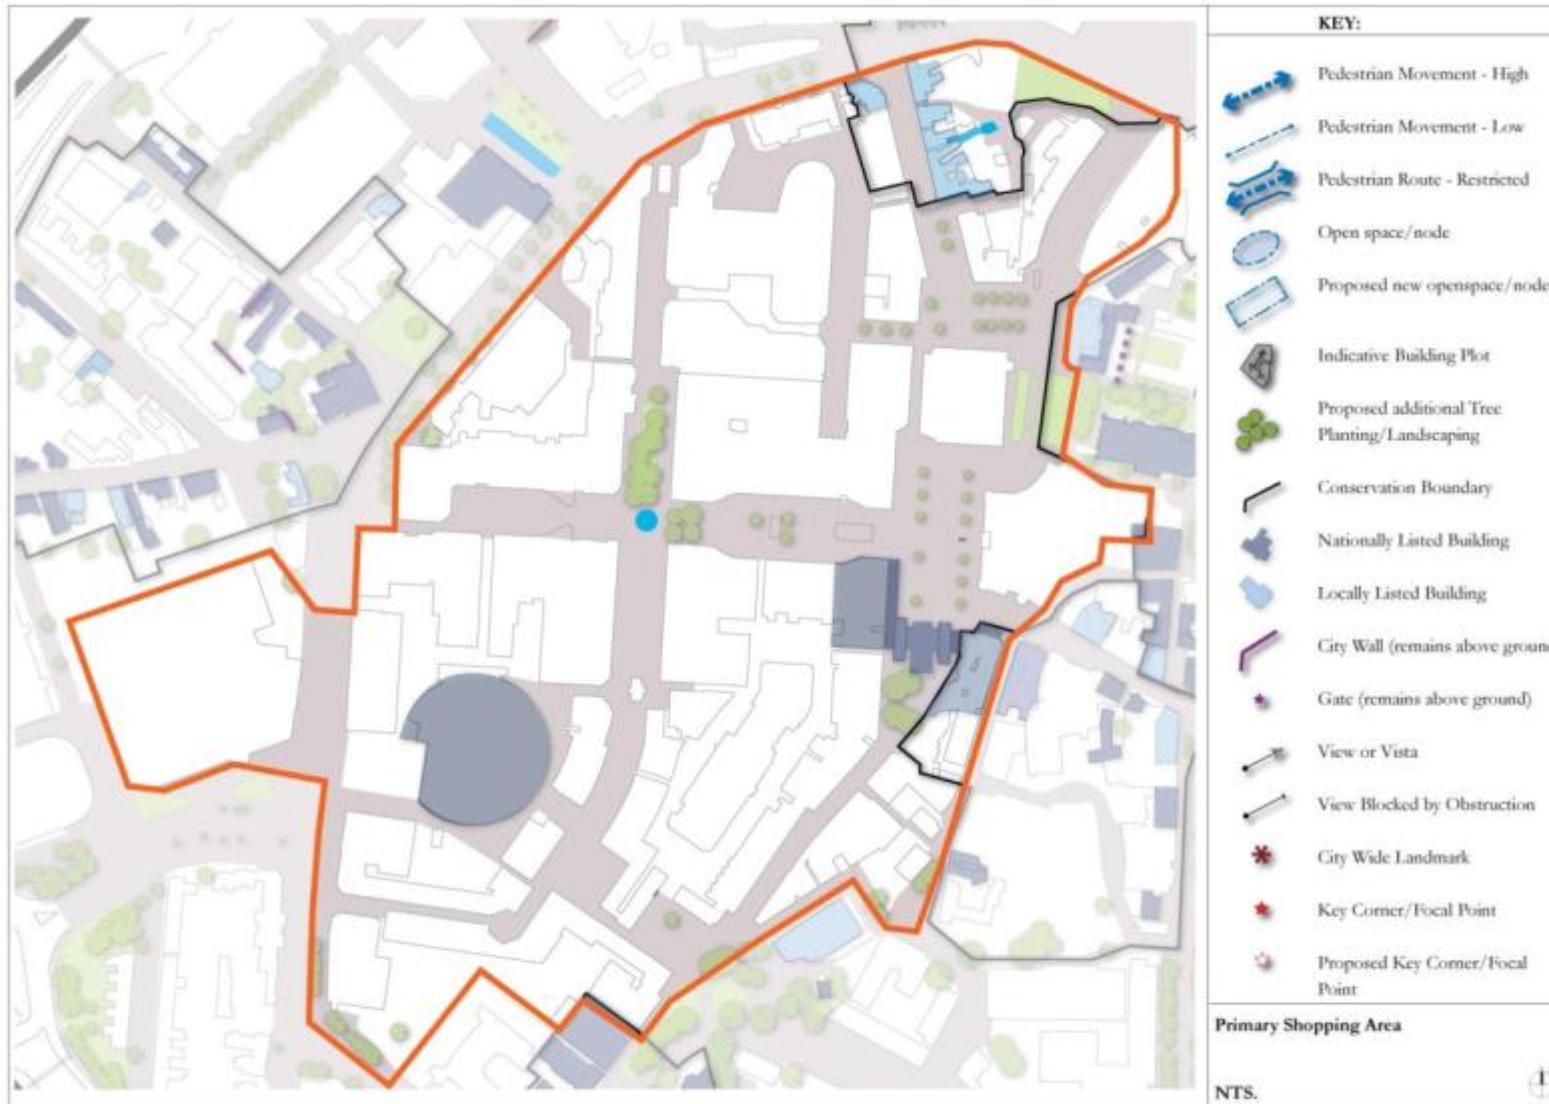 KEY:
Pedestrian Movement - High
Pedestrian Movement - Low
Pedestrian Route - Restricted
Open space/node
Proposed new openspace/node
Indicative Building Plot
Proposed additional Tree
Planting/Landscaping
Conservation Boundary
Nationally Listed Building
Locally Listed Building
City Wall (remains above groun
Gate (remains above ground)
View or Vista
View Blocked by Obstruction
City Wide Landmark
Key Corner/Focal Point
Proposed Key Corner/Focal
Point
Primary Shopping Area
NTS.